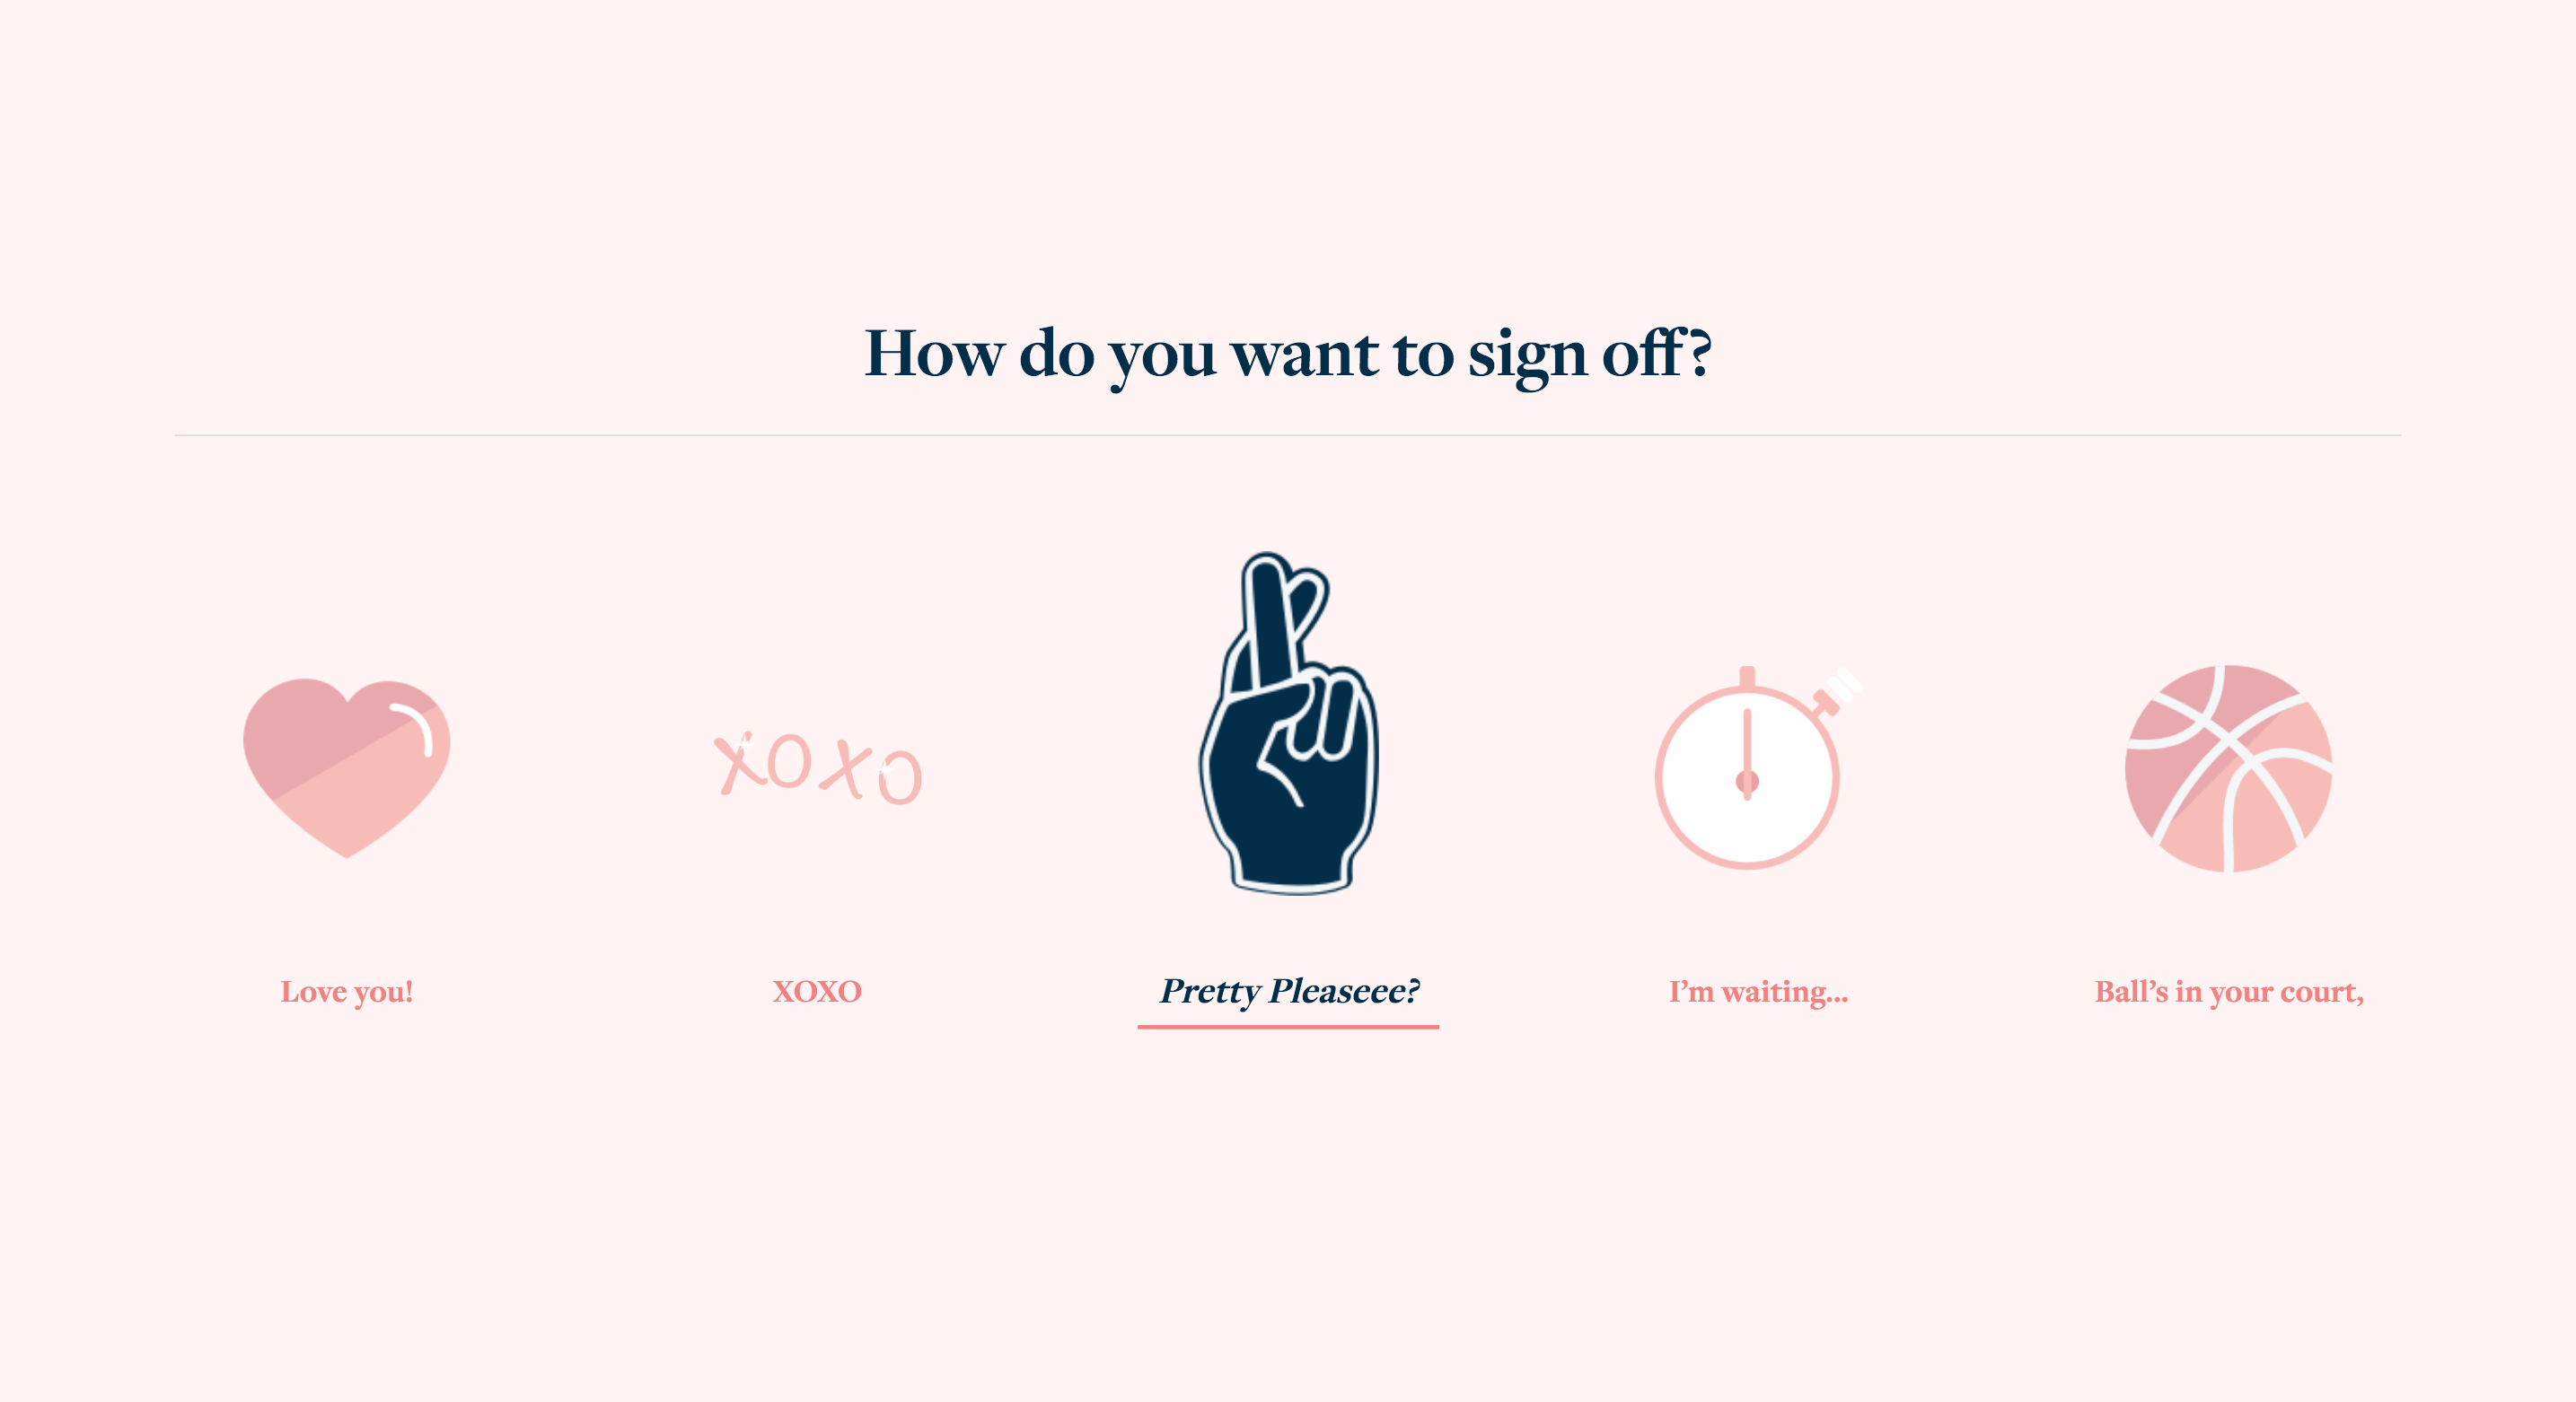 How do you want to sign off?
XOXO
Love you!
XOXO
Pretty Pleaseee?
I’m waiting...
Ball’s in your court,